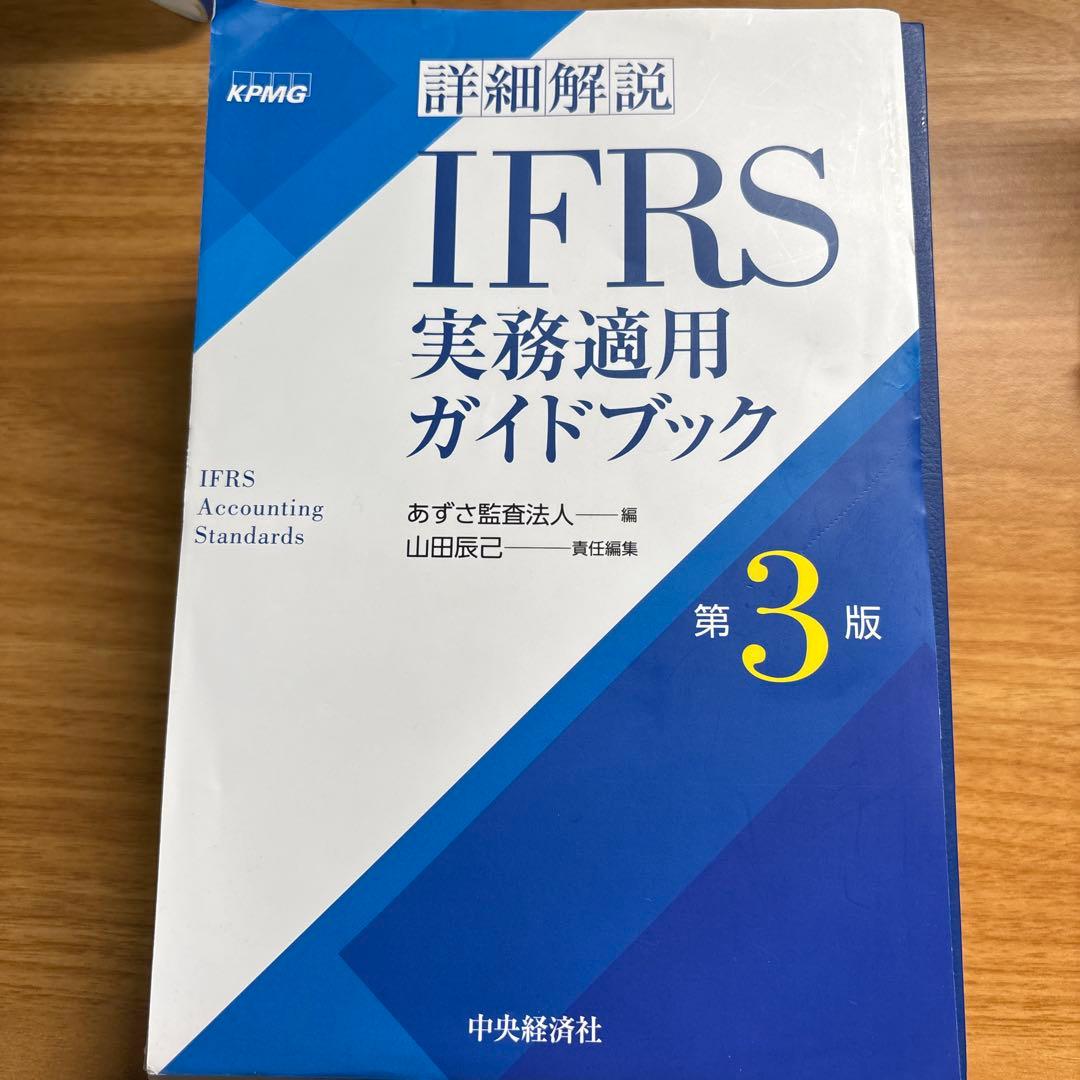 KPMG
詳細解説
IFRS
実務適用
ガイドブック
IFRS
Accounting
Standards
あずさ監査法人――編
山田辰己―――責任編集
第3版
中央経済社